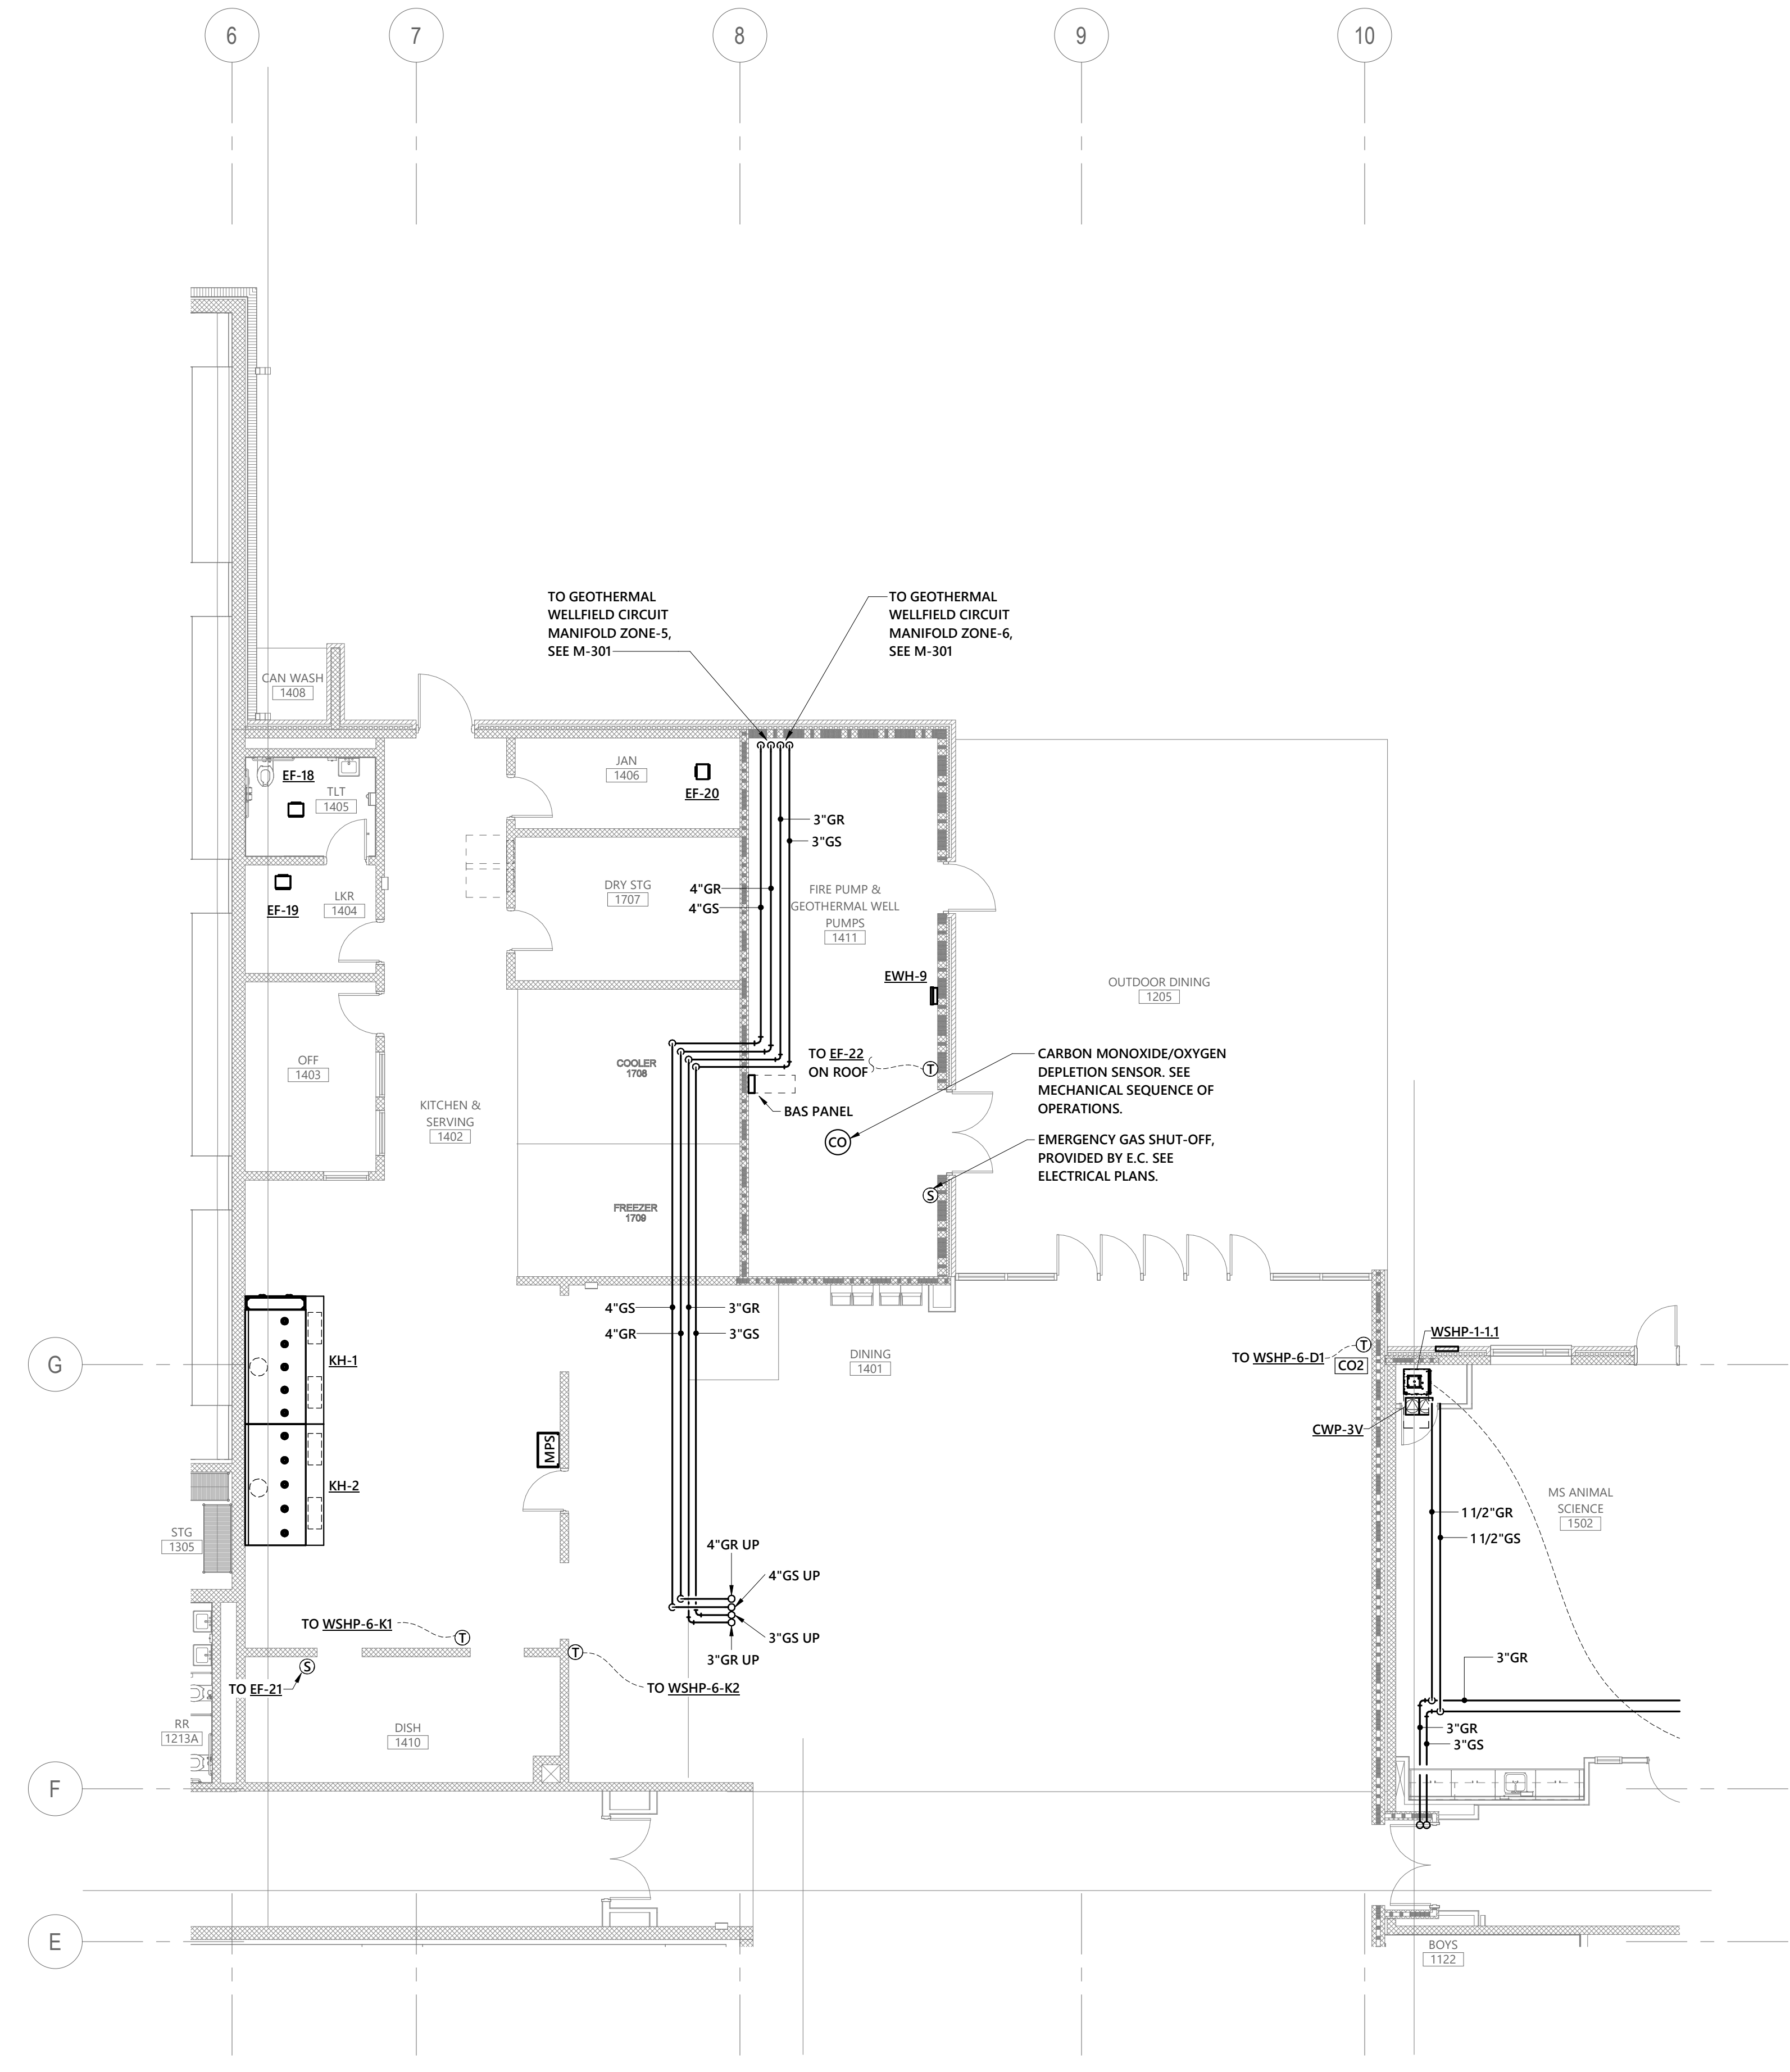 6
7
8
9
10
TO GEOTHERMAL
WELLFIELD CIRCUIT
MANIFOLD ZONE-5,
SEE M-301
TO GEOTHERMAL
WELLFIELD CIRCUIT
MANIFOLD ZONE-6,
SEE M-301
CAN WASH
1408
EF-18
TLT
1405
JAN
1406
EF-20
3"GR
3"GS
EF-19
LKR
1404
DRY STG
1707
4"GR
4"GS
FIRE PUMP &
GEOTHERMAL WELL
PUMPS
1411
EWH-9
OUTDOOR DINING
1205
OFF
1403
COOLER
1708
TO EF-22
ON ROOF
T
CARBON MONOXIDE/OXYGEN
DEPLETION SENSOR. SEE
MECHANICAL SEQUENCE OF
OPERATIONS.
KITCHEN &
SERVING
1402
BAS PANEL
CO
EMERGENCY GAS SHUT-OFF,
PROVIDED BY E.C. SEE
ELECTRICAL PLANS.
S
FREEZER
1709
4"GS
3"GR
4"GR
3"GS
G
KH-1
DINING
1401
TO WSHP-6-D1
T
CO2
WSHP-1-1.1
CWP-3V
MPS
KH-2
MS ANIMAL
SCIENCE
1502
1 1/2"GR
1 1/2"GS
STG
1305
4"GR UP
4"GS UP
3"GS UP
3"GR UP
TO WSHP-6-K1
T
T
TO WSHP-6-K2
S
TO EF-21
3"GR
RR
1213A
DISH
1410
3"GR
3"GS
F
E
BOYS
1122